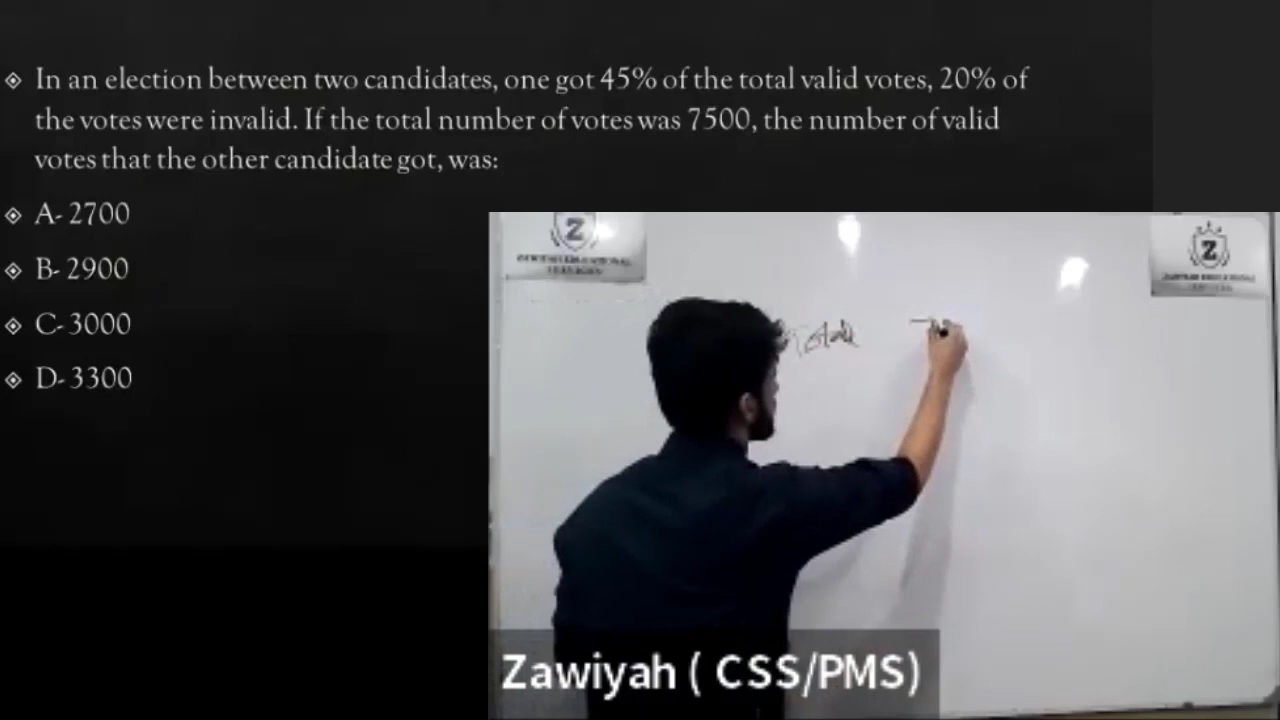 In an election between two candidates, one got 45% of the total valid votes, 20% of
the votes were invalid. If the total number of votes was 7500, the number of valid
votes that the other candidate got, was:
A- 2700
B- 2900
C- 3000
D- 3300
Z
Z
Total
Zawiyah ( CSS/PMS)